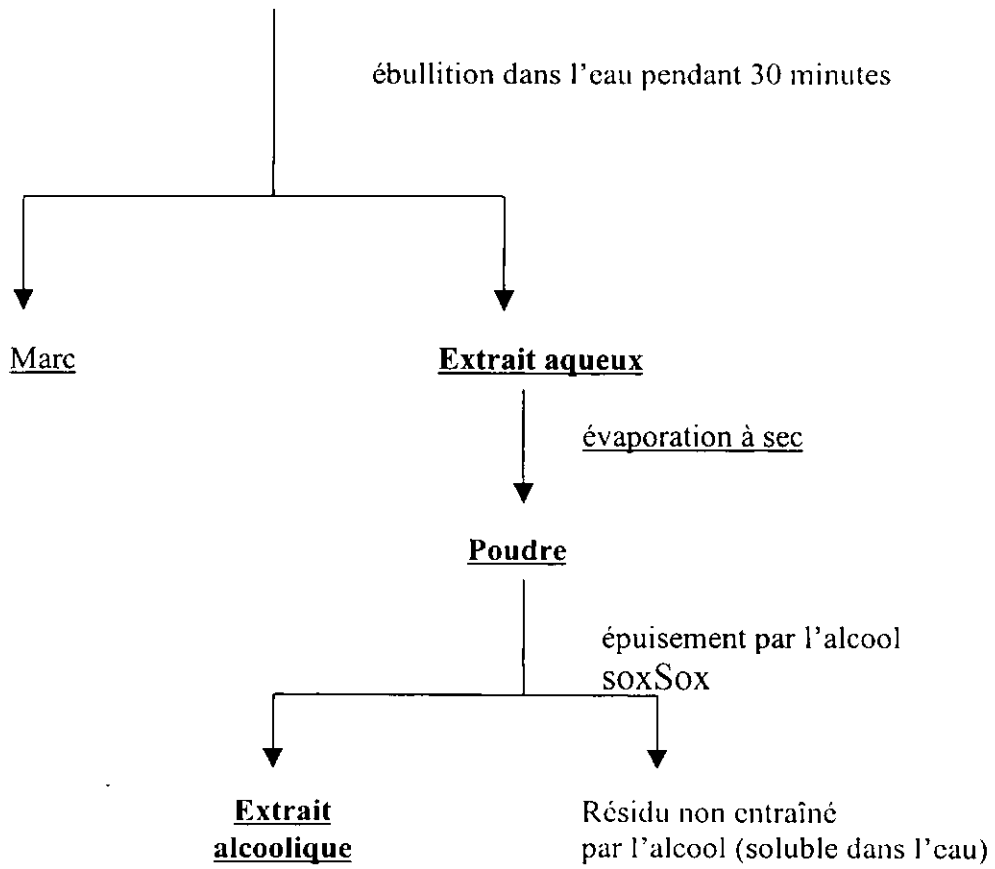 ébullition dans l'eau pendant 30 minutes
Marc
Extrait aqueux
évaporation à sec
Poudre
épuisement par l'alcool
soxSox
Extrait
alcoolique
Résidu non entraîné
par l'alcool (soluble dans l'eau)